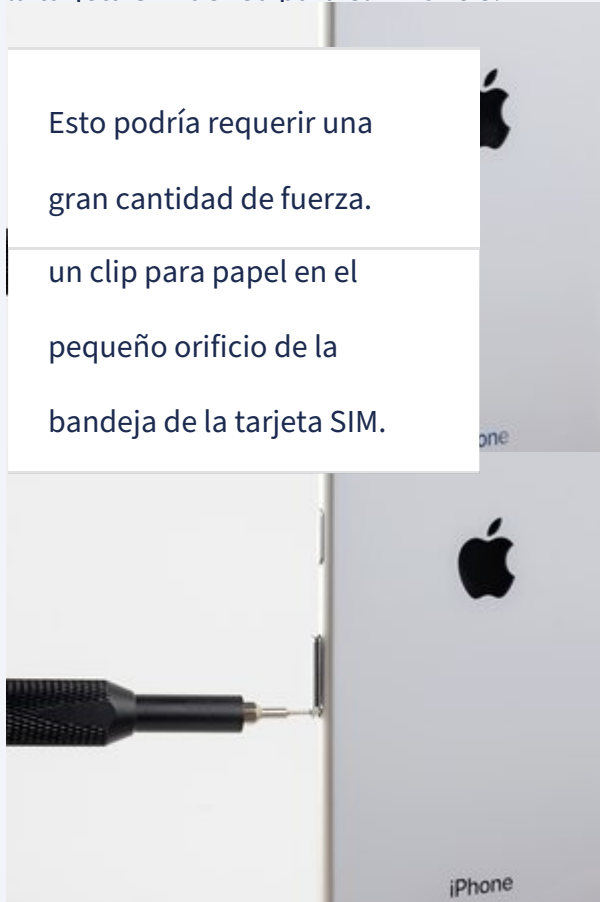 Esto podría requerir una
gran cantidad de fuerza.
un clip para papel en el
pequeño orificio de la
bandeja de la tarjeta SIM.
one
iPhone